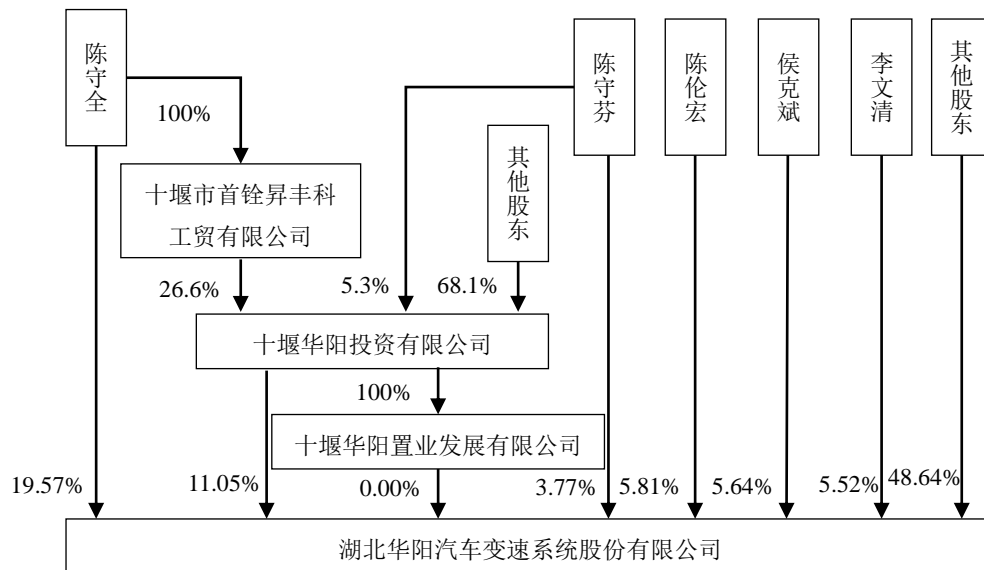 陈守全
陈守芬
陈伦宏
侯克斌
李文清
其他股东
100%
其他股东
十堰市首铨昇丰科
工贸有限公司
26.6%
5.3%
68.1%
十堰华阳投资有限公司
100%
十堰华阳置业发展有限公司
19.57%
11.05%
0.00%
3.77%
5.81%
5.64%
5.52%
48.64%
湖北华阳汽车变速系统股份有限公司